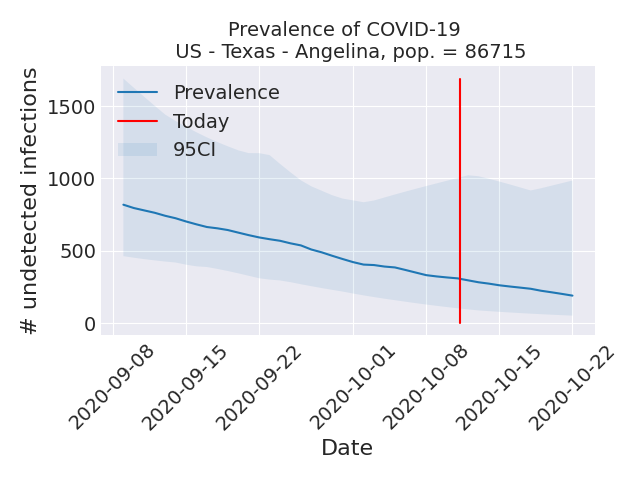 Prevalence of COVID-19
US - Texas - Angelina, pop. = 86715
# undetected infections
1500
1000
500
0
Prevalence
Today
95CI
2020-09-08
2020-09-15
2020-09-22
2020-10-01
2020-10-08
2020-10-15
2020-10-22
Date